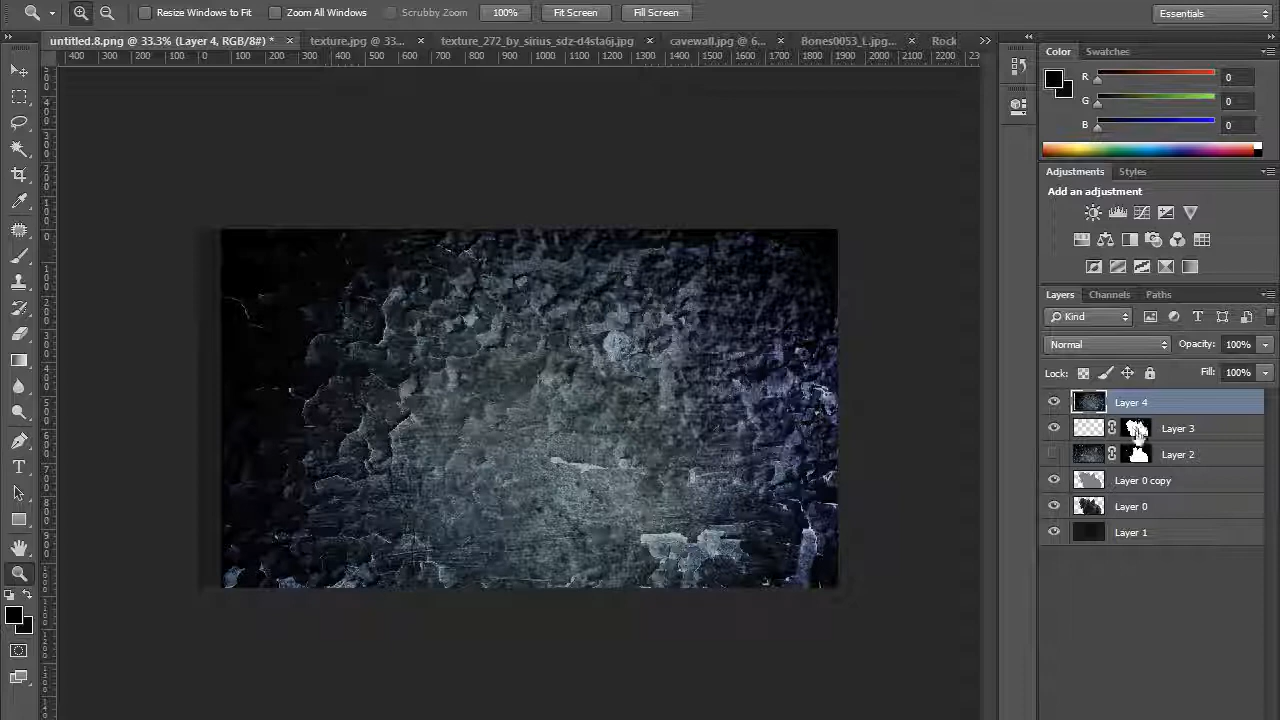 Resize Windows to Fit Zoom All Windows Scrubby Zoom 100% Fit Screen Fill Screen Essentials
untitled.8.png @ 33.3% (Layer 4, RGB/8#) * texture.jpg @ 33... texture_272_by_sirius_sdz-d4sta6j.jpg cavewall.jpg @ 6... Bones0053_L.jpg... Rock
400 300 200 100 0 100 200 300 400 500 600 700 800 900 1000 1100 1200 1300 1400 1500 1600 1700 1800 1900 2000 2100 2200 23
Color Swatches
R 0
G 0
B 0
Adjustments Styles
Add an adjustment
Layers Channels Paths
Kind
Normal Opacity: 100%
Lock: Fill: 100%
Layer 4
Layer 3
Layer 2
Layer 0 copy
Layer 0
Layer 1